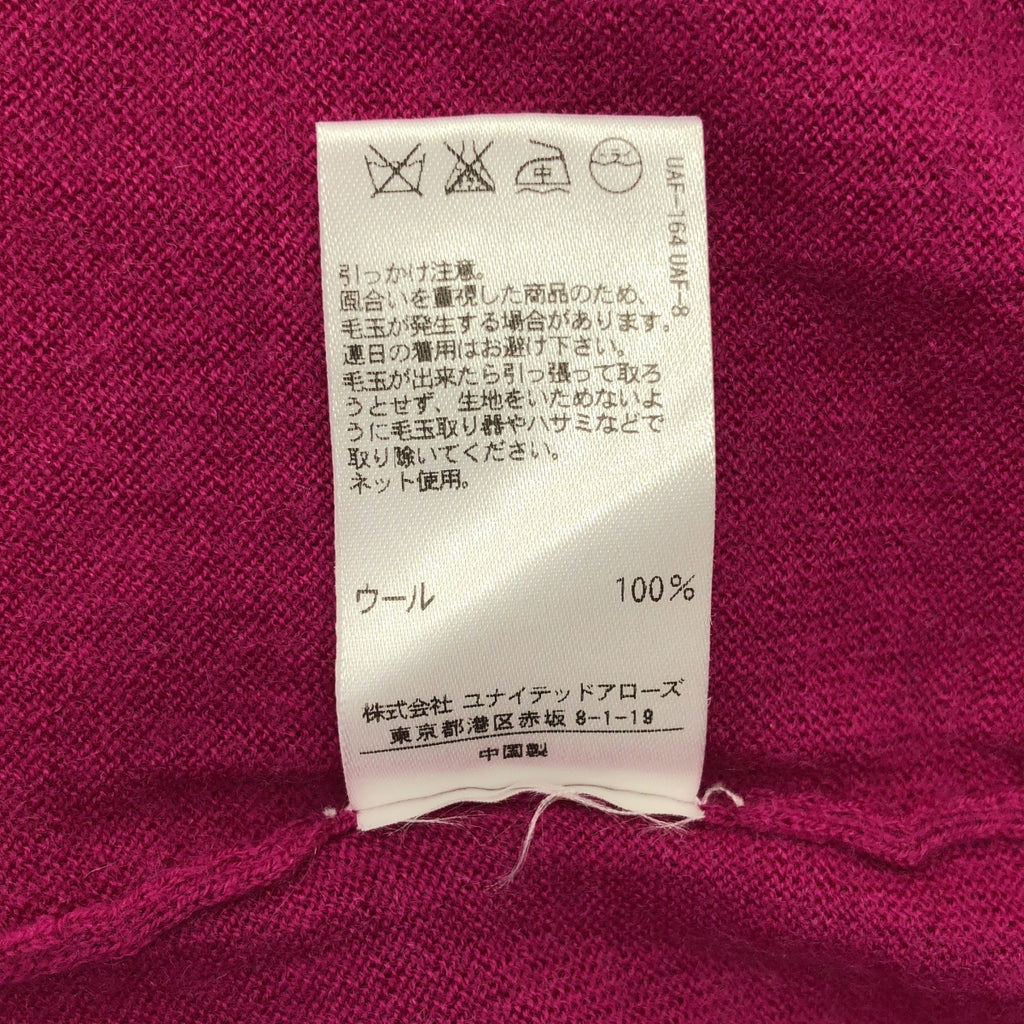 中
UAF-164 UAF-8
引っかけ注意。
風合いを重視した商品のため、
毛玉が発生する場合があります。
連日の着用はお避け下さい。
毛玉が出来たら引っ張って取ろ
うとせず、生地をいためないよ
うに毛玉取り器やハサミなどで
取り除いてください。
ネット使用。
ウール 100%
株式会社 ユナイテッドアローズ
東京都港区赤坂 8-1-19
中国製